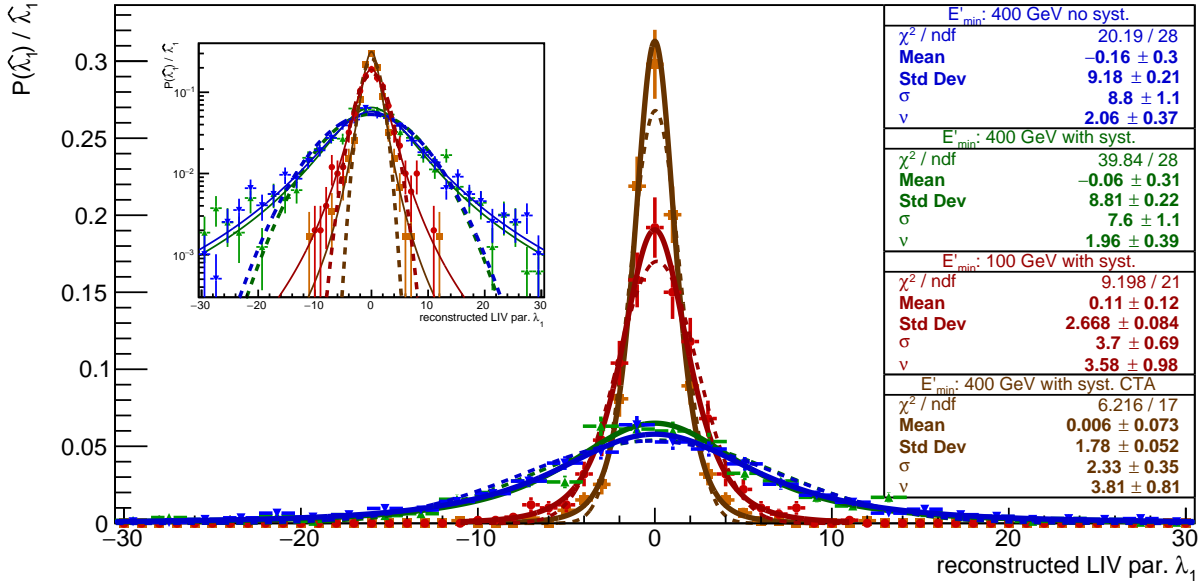 P(λ̂₁) / λ̂₁
0.3
0.25
0.2
0.15
0.1
0.05
0
−30 −20 −10 0 10 20 30
reconstructed LIV par. λ₁
P(λ̂₁) / λ̂₁
10⁻¹
10⁻²
10⁻³
−30 −20 −10 0 10 20 30
reconstructed LIV par. λ₁
E'min: 400 GeV no syst.
χ² / ndf 20.19 / 28
Mean −0.16 ± 0.3
Std Dev 9.18 ± 0.21
σ 8.8 ± 1.1
ν 2.06 ± 0.37
E'min: 400 GeV with syst.
χ² / ndf 39.84 / 28
Mean −0.06 ± 0.31
Std Dev 8.81 ± 0.22
σ 7.6 ± 1.1
ν 1.96 ± 0.39
E'min: 100 GeV with syst.
χ² / ndf 9.198 / 21
Mean 0.11 ± 0.12
Std Dev 2.668 ± 0.084
σ 3.7 ± 0.69
ν 3.58 ± 0.98
E'min: 400 GeV with syst. CTA
χ² / ndf 6.216 / 17
Mean 0.006 ± 0.073
Std Dev 1.78 ± 0.052
σ 2.33 ± 0.35
ν 3.81 ± 0.81